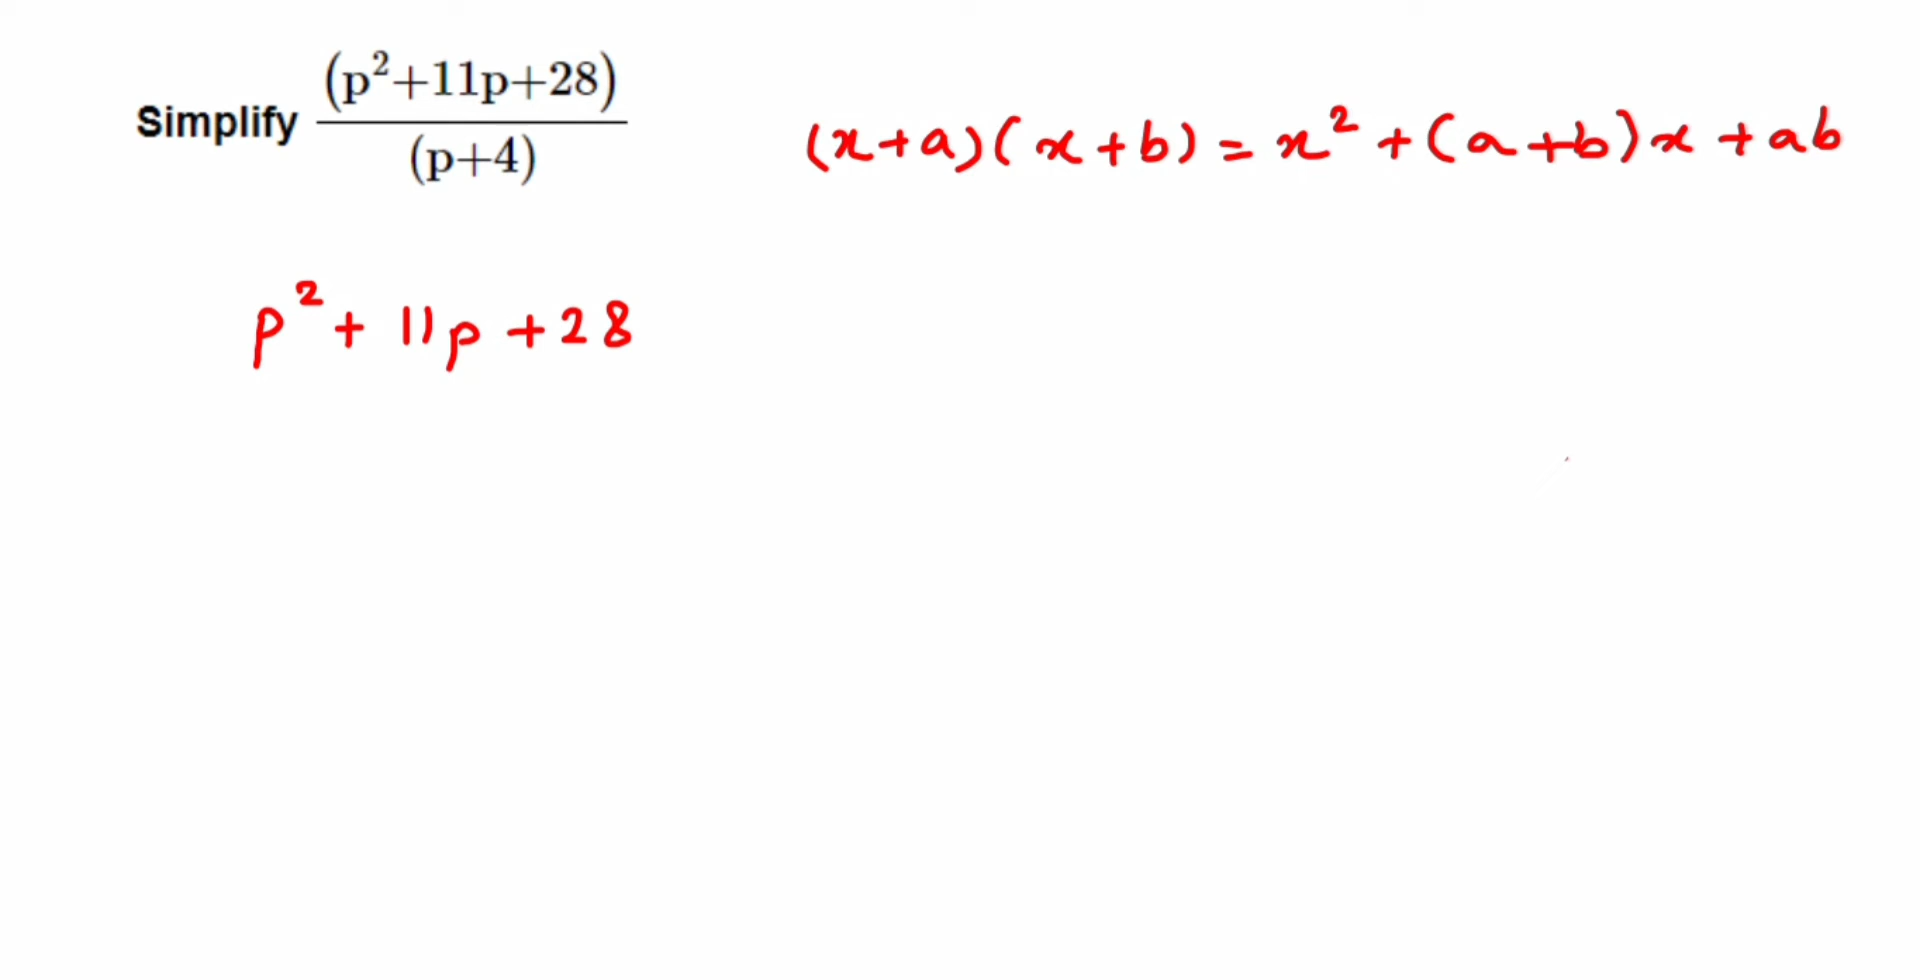 Simplify (p²+11p+28)/(p+4)
(x+a)(x+b) = x² + (a+b)x + ab
p² + 11p + 28